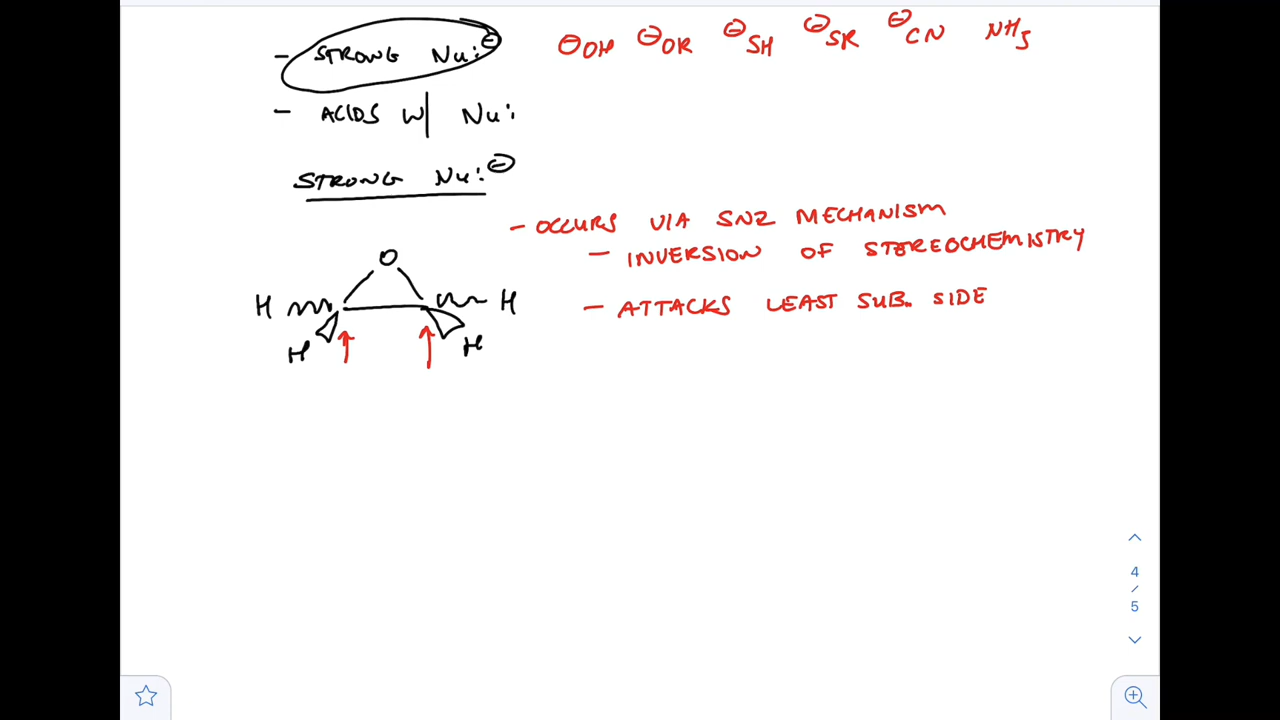 - STRONG Nu:⊖ ⊖OH ⊖OR ⊖SH ⊖SR ⊖CN NH3
- ACIDS W/ Nu:
STRONG Nu:⊖
- OCCURS VIA SN2 MECHANISM
- INVERSION OF STEREOCHEMISTRY
O
H H
- ATTACKS LEAST SUB. SIDE
H H
4
/
5